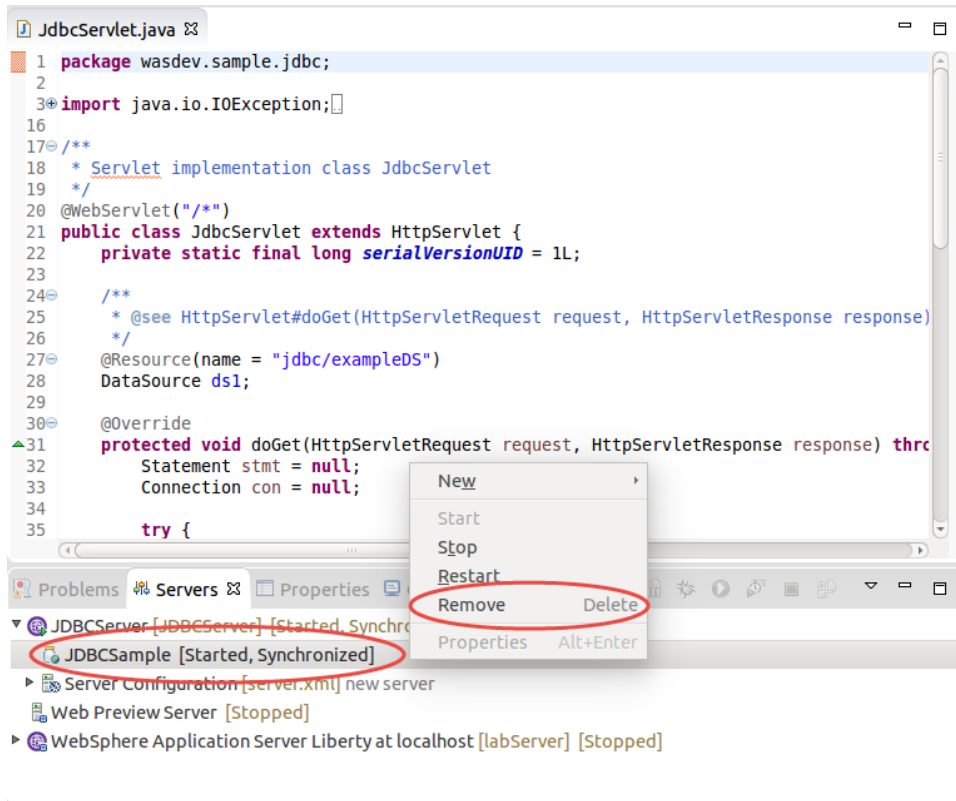 JdbcServlet.java
1 package wasdev.sample.jdbc;
2
3 import java.io.IOException;
16
17 /**
18 * Servlet implementation class JdbcServlet
19 */
20 @WebServlet("/*")
21 public class JdbcServlet extends HttpServlet {
22 private static final long serialVersionUID = 1L;
23
24 /**
25 * @see HttpServlet#doGet(HttpServletRequest request, HttpServletResponse response)
26 */
27 @Resource(name = "jdbc/exampleDS")
28 DataSource ds1;
29
30 @Override
31 protected void doGet(HttpServletRequest request, HttpServletResponse response) thro
32 Statement stmt = null;
33 Connection con = null;
34
35 try {
New
Start
Stop
Restart
Remove Delete
Properties Alt+Enter
Problems Servers Properties
JDBCServer [JDBCServer] [Started, Synchro
JDBCSample [Started, Synchronized]
Server Configuration [server.xml] new server
Web Preview Server [Stopped]
WebSphere Application Server Liberty at localhost [labServer] [Stopped]